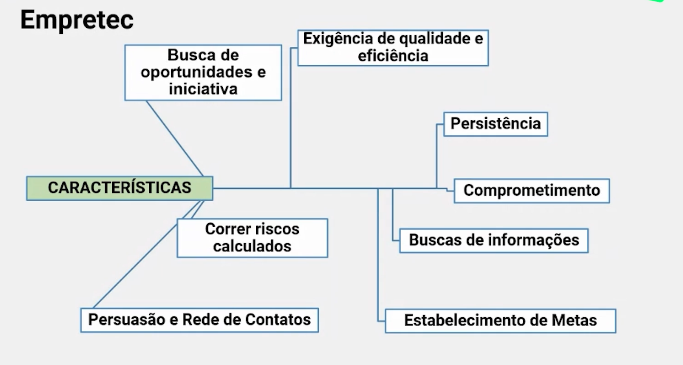 Empretec
Busca de
oportunidades e
iniciativa
Exigência de qualidade e
eficiência
Persistência
CARACTERÍSTICAS
Comprometimento
Correr riscos
calculados
Buscas de informações
Persuasão e Rede de Contatos
Estabelecimento de Metas